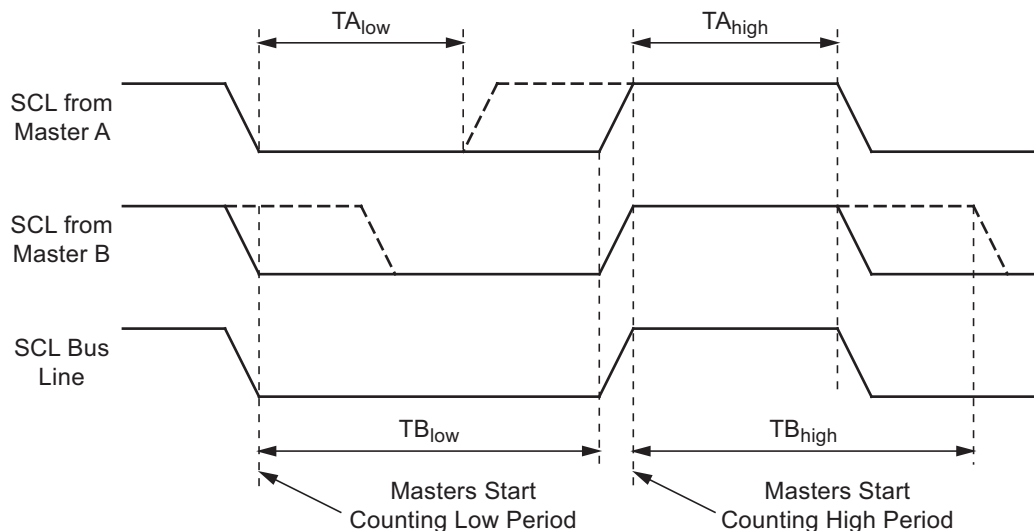 TAlow
TAhigh
SCL from
Master A
SCL from
Master B
SCL Bus
Line
TBlow
TBhigh
Masters Start
Counting Low Period
Masters Start
Counting High Period